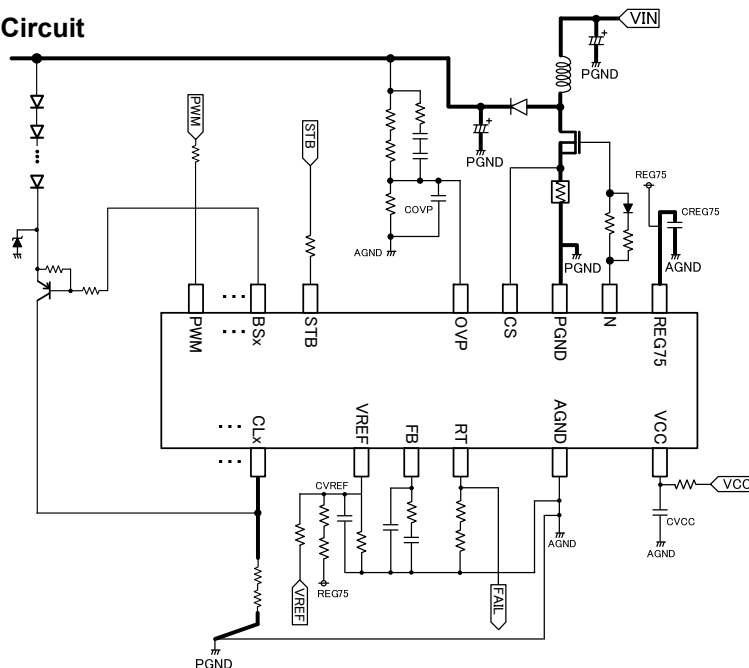 Circuit
VIN
PGND
PWM
STB
PGND
REG75
COVP
CREG75
AGND
PGND
AGND
PWM
BSx
STB
OVP
CS
PGND
N
REG75
CLx
VREF
FB
RT
AGND
VCC
CVREF
VCC
CVCC
AGND
AGND
REG75
VREF
FAIL
PGND